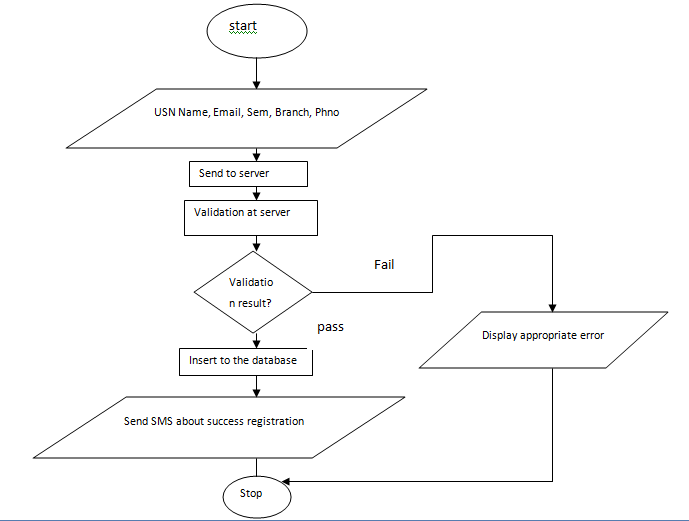 start
USN Name, Email, Sem, Branch, Phno
Send to server
Validation at server
Validatio
n result?
Fail
pass
Display appropriate error
Insert to the database
Send SMS about success registration
Stop